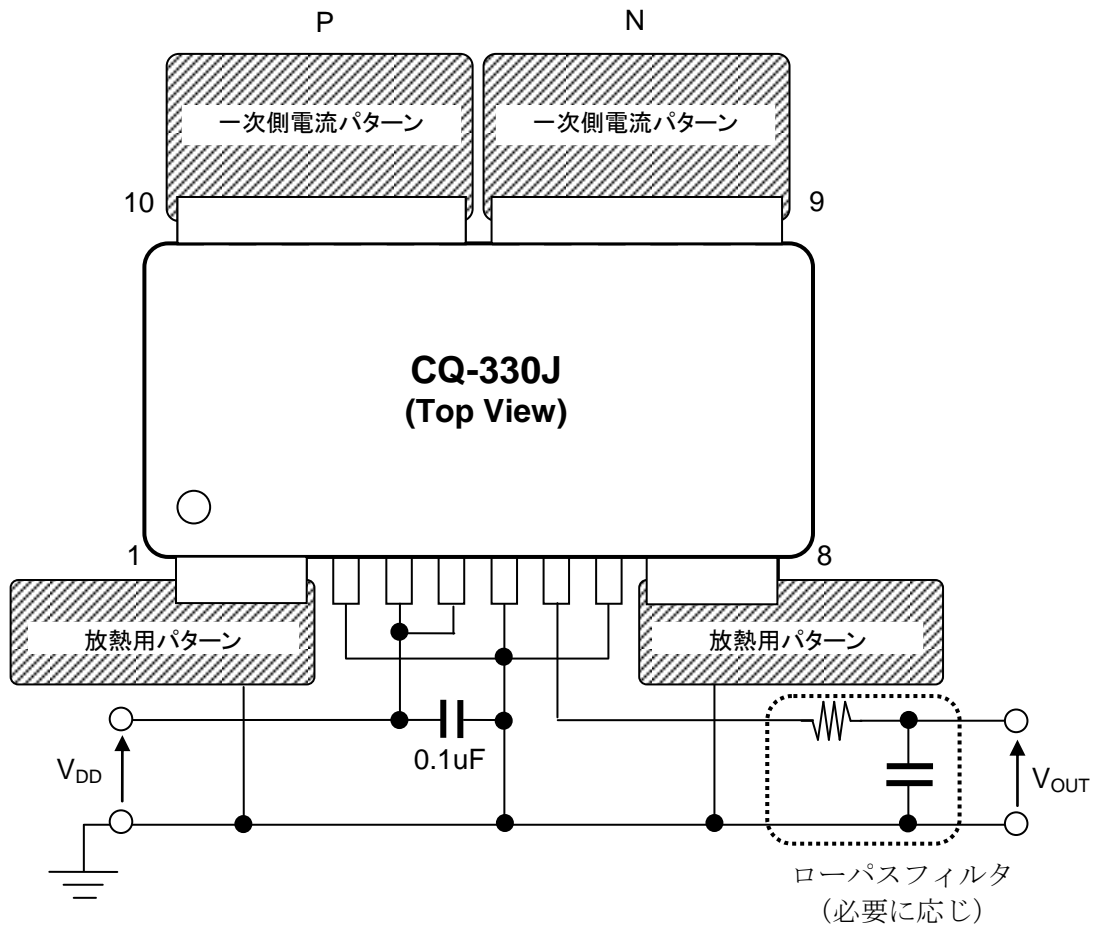 P
N
一次側電流パターン
一次側電流パターン
10
9
CQ-330J
(Top View)
1
8
放熱用パターン
放熱用パターン
0.1uF
VDD
VOUT
ローパスフィルタ
（必要に応じ）